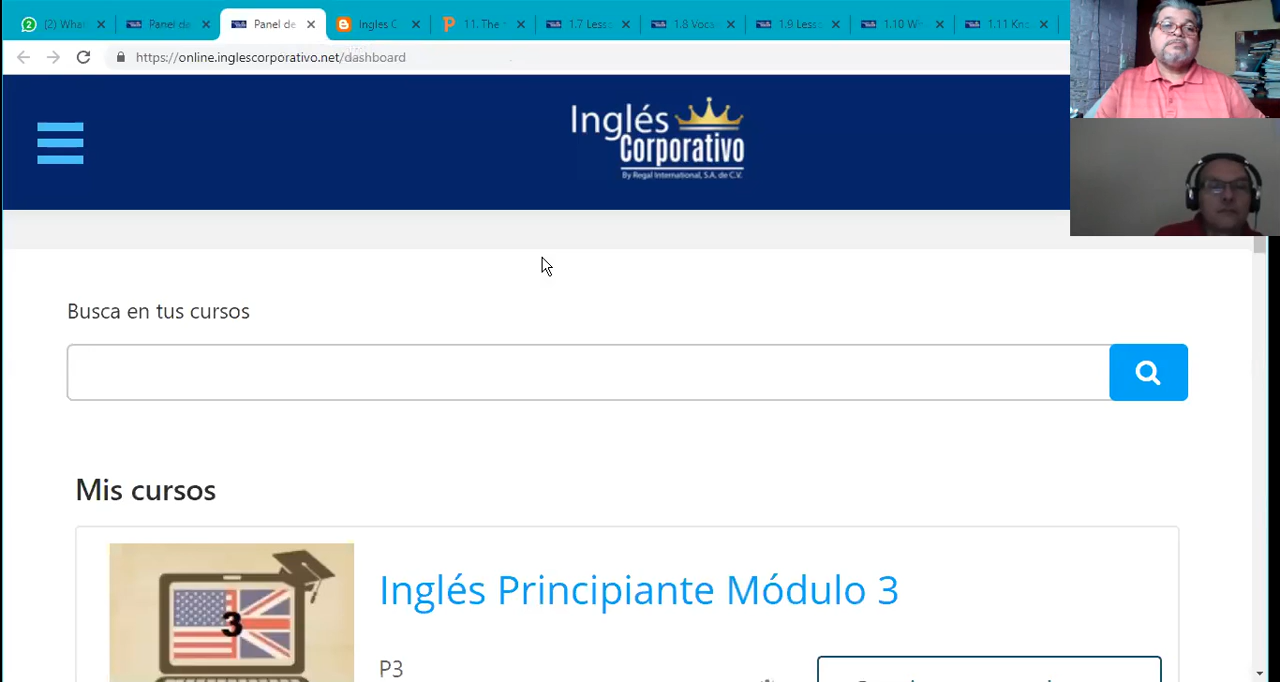 (2) What
Panel de
Panel de
Inglés C
11. The
1.7 Less
1.8 Voca
1.9 Less
1.10 W
1.11 Kno
https://online.inglescorporativo.net/dashboard
Inglés
Corporativo
By Regal International, S.A. de C.V.
Busca en tus cursos
Mis cursos
3
Inglés Principiante Módulo 3
P3